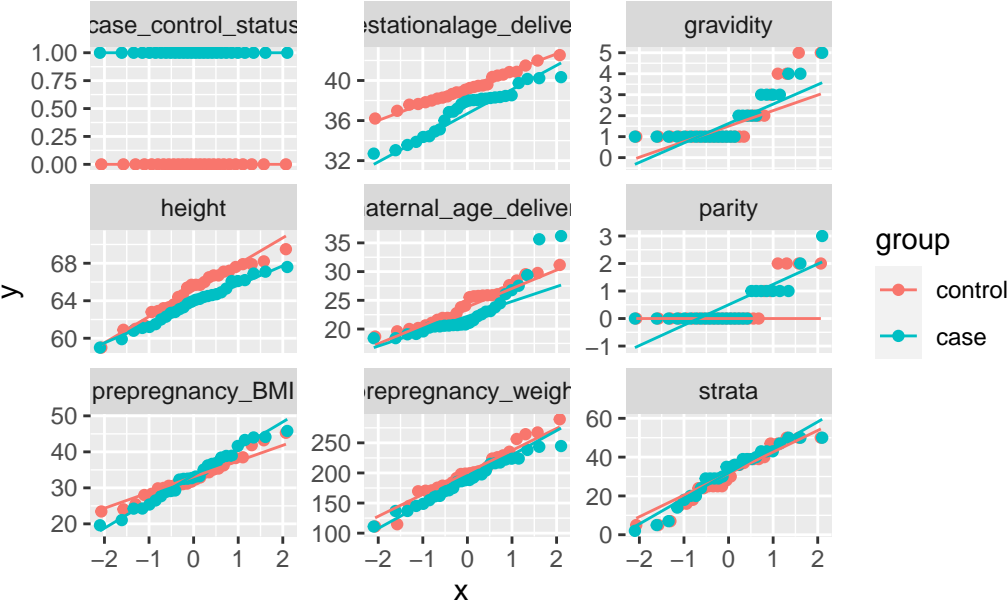 case_control_status
estationalage_delive
gravidity
1.00
0.75
0.50
0.25
0.00
40
36
32
5
4
3
2
1
0
height
aternal_age_deliver
parity
68
64
60
35
30
25
20
3
2
1
0
−1
prepregnancy_BMI
repregnancy_weigh
strata
50
40
30
20
250
200
150
100
60
40
20
0
−2 −1 0 1 2
−2 −1 0 1 2
−2 −1 0 1 2
x
y
group
control
case